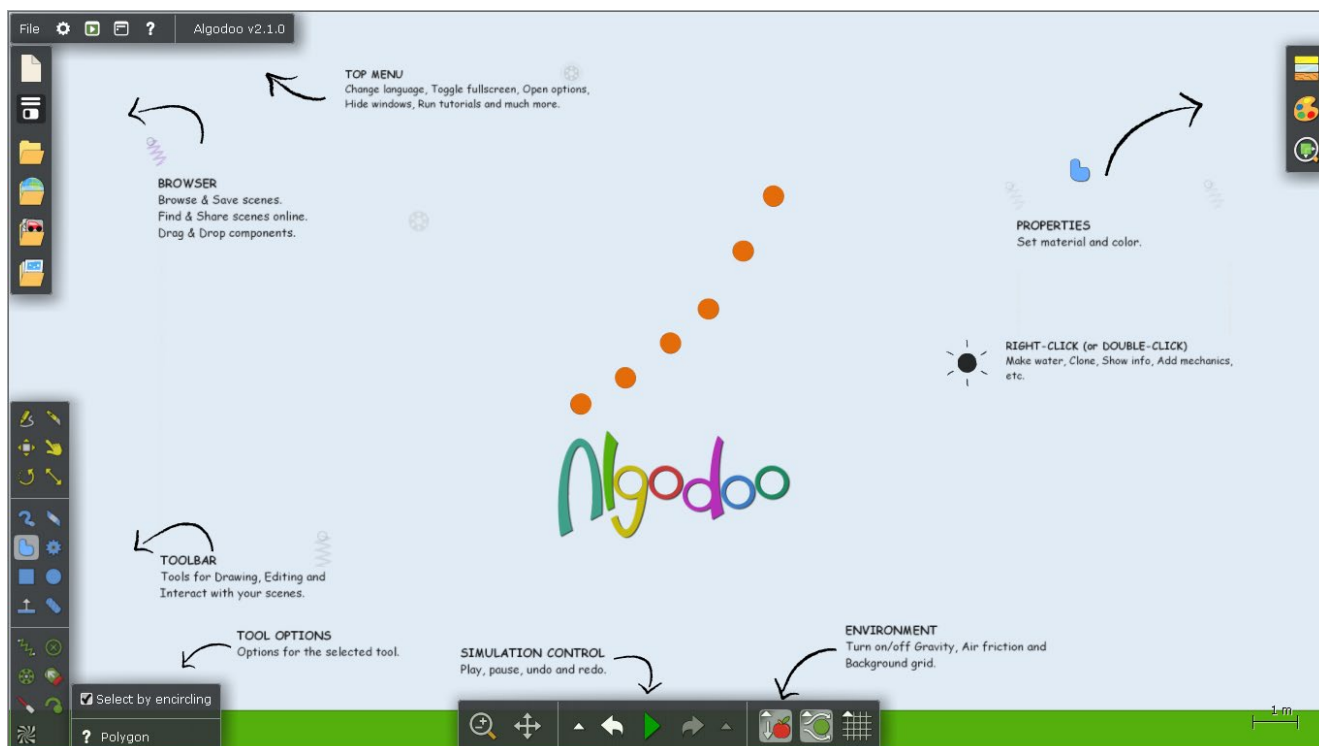 File ? Algodoo v2.1.0
TOP MENU
Change language, Toggle fullscreen, Open options,
Hide windows, Run tutorials and much more.
BROWSER
Browse & Save scenes.
Find & Share scenes online.
Drag & Drop components.
PROPERTIES
Set material and color.
RIGHT-CLICK (or DOUBLE-CLICK)
Make water, Clone, Show info, Add mechanics,
etc.
Algodoo
TOOLBAR
Tools for Drawing, Editing and
Interact with your scenes.
TOOL OPTIONS
Options for the selected tool.
SIMULATION CONTROL
Play, pause, undo and redo.
ENVIRONMENT
Turn on/off Gravity, Air friction and
Background grid.
Select by encircling
? Polygon
1 m